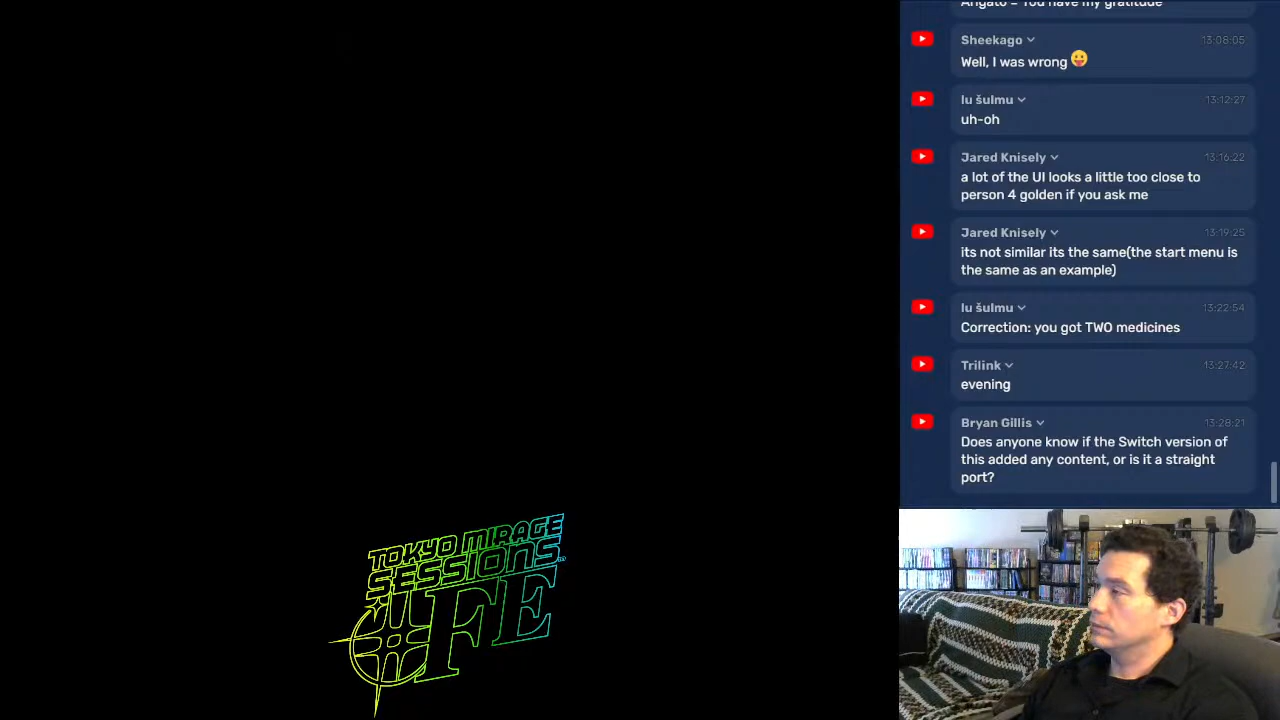 Arigato = You have my gratitude
Sheekago
13:08:05
Well, I was wrong 😛
lu šulmu
13:12:27
uh-oh
Jared Knisely
13:16:22
a lot of the UI looks a little too close to
person 4 golden if you ask me
Jared Knisely
13:19:25
its not similar its the same(the start menu is
the same as an example)
lu šulmu
13:22:54
Correction: you got TWO medicines
Trilink
13:27:42
evening
Bryan Gillis
13:28:21
Does anyone know if the Switch version of
this added any content, or is it a straight
port?
TOKYO MIRAGE
SESSIONS
#FE